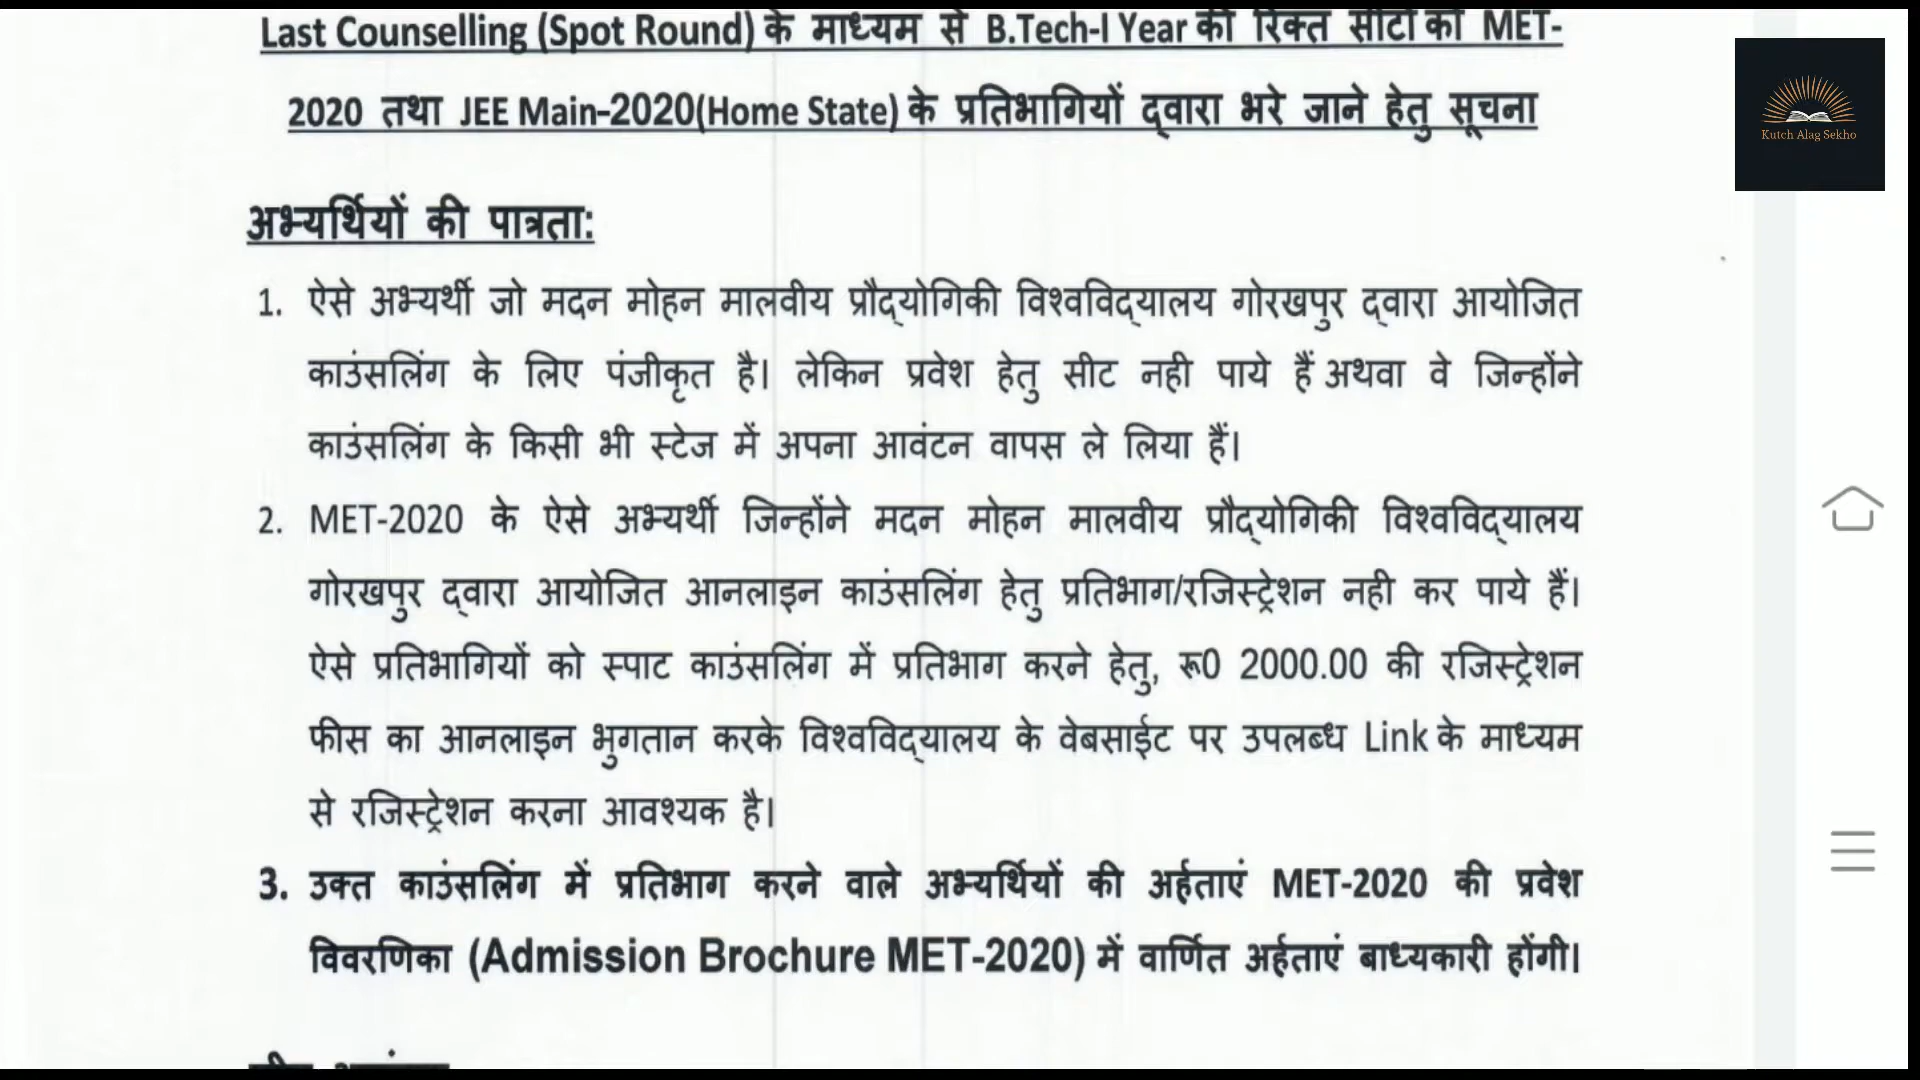 Last Counselling (Spot Round) के माध्यम से B.Tech-I Year की रिक्त सीटों को MET-
2020 तथा JEE Main-2020(Home State) के प्रतिभागियों द्वारा भरे जाने हेतु सूचना
Kutch Alag Sekho
अभ्यर्थियों की पात्रता:
1. ऐसे अभ्यर्थी जो मदन मोहन मालवीय प्रौद्योगिकी विश्वविद्यालय गोरखपुर द्वारा आयोजित
काउंसलिंग के लिए पंजीकृत है। लेकिन प्रवेश हेतु सीट नही पाये हैं अथवा वे जिन्होंने
काउंसलिंग के किसी भी स्टेज में अपना आवंटन वापस ले लिया हैं।
2. MET-2020 के ऐसे अभ्यर्थी जिन्होंने मदन मोहन मालवीय प्रौद्योगिकी विश्वविद्यालय
गोरखपुर द्वारा आयोजित आनलाइन काउंसलिंग हेतु प्रतिभाग/रजिस्ट्रेशन नही कर पाये हैं।
ऐसे प्रतिभागियों को स्पाट काउंसलिंग में प्रतिभाग करने हेतु, रू0 2000.00 की रजिस्ट्रेशन
फीस का आनलाइन भुगतान करके विश्वविद्यालय के वेबसाईट पर उपलब्ध Link के माध्यम
से रजिस्ट्रेशन करना आवश्यक है।
3. उक्त काउंसलिंग में प्रतिभाग करने वाले अभ्यर्थियों की अर्हताएं MET-2020 की प्रवेश
विवरणिका (Admission Brochure MET-2020) में वार्णित अर्हताएं बाध्यकारी होंगी।